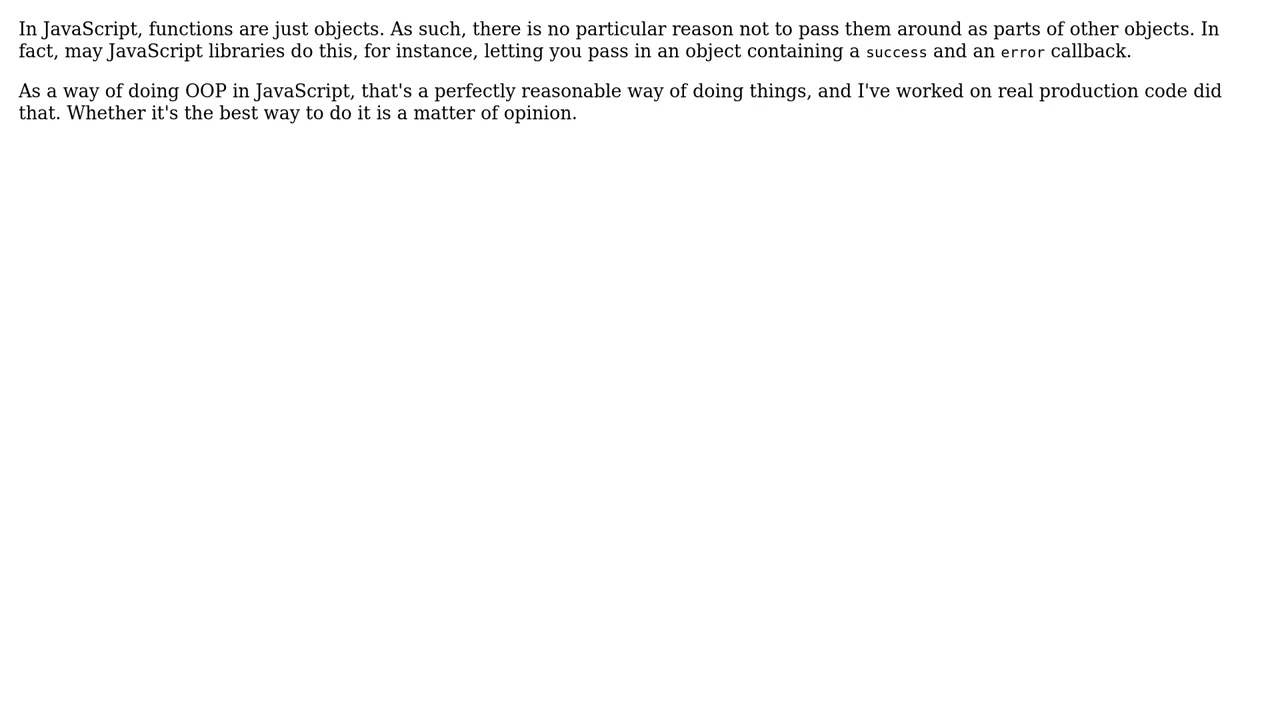 In JavaScript, functions are just objects. As such, there is no particular reason not to pass them around as parts of other objects. In
fact, may JavaScript libraries do this, for instance, letting you pass in an object containing a success and an error callback.
As a way of doing OOP in JavaScript, that's a perfectly reasonable way of doing things, and I've worked on real production code did
that. Whether it's the best way to do it is a matter of opinion.